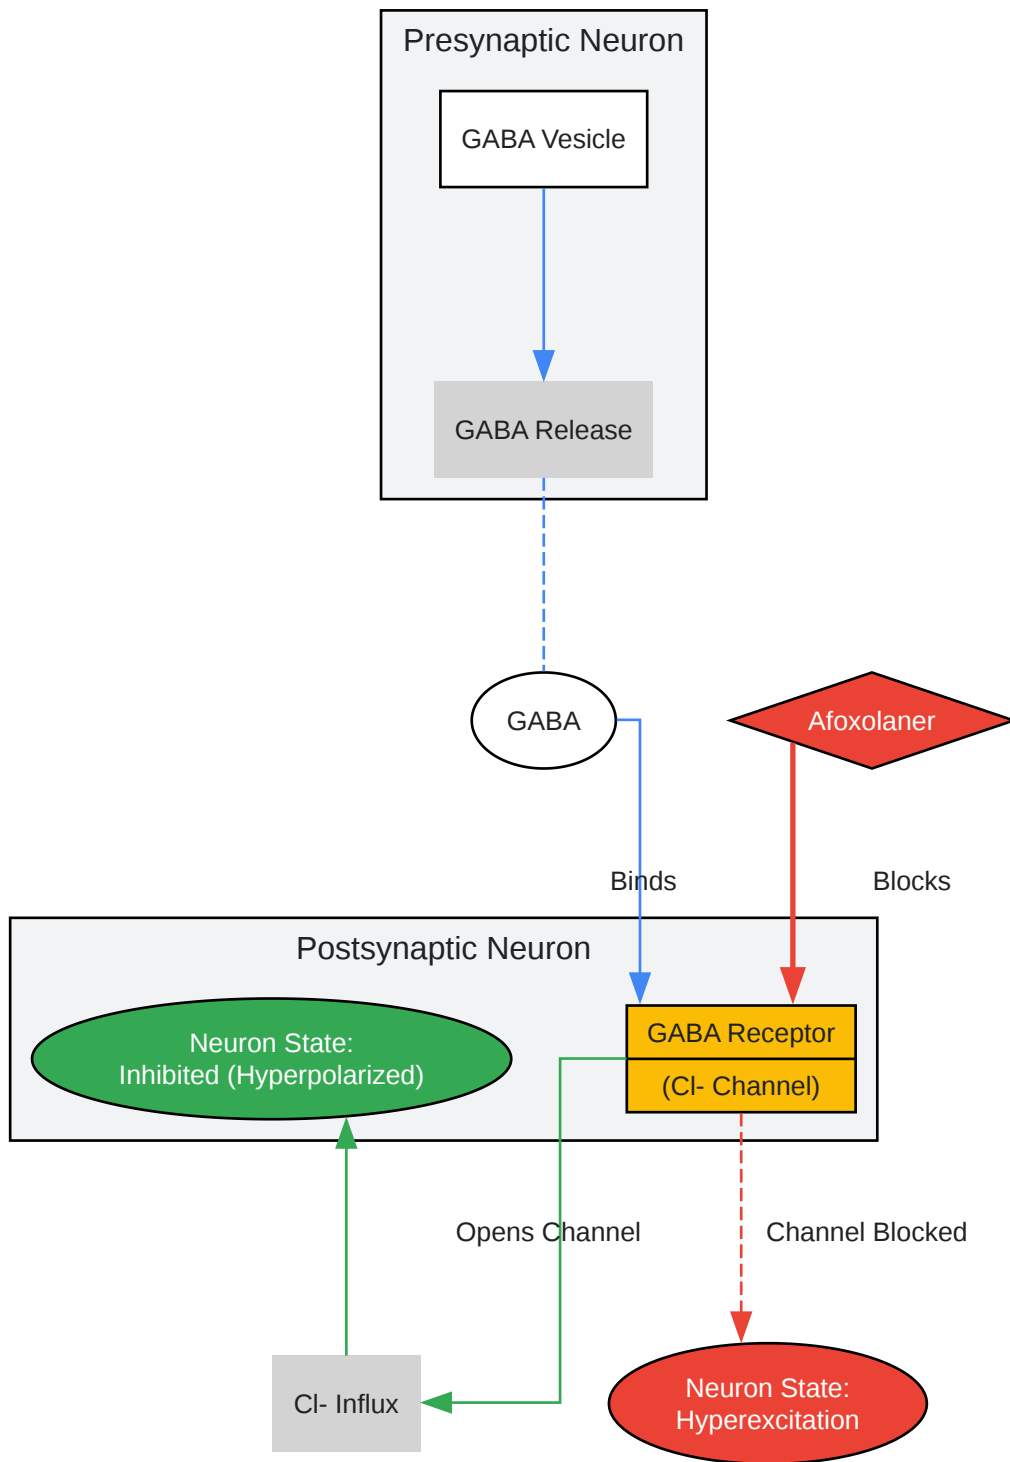 Presynaptic Neuron
GABA Vesicle
GABA Release
GABA
Afoxolaner
Binds
Blocks
Postsynaptic Neuron
Neuron State:
Inhibited (Hyperpolarized)
GABA Receptor
(Cl- Channel)
Opens Channel
Channel Blocked
Cl- Influx
Neuron State:
Hyperexcitation